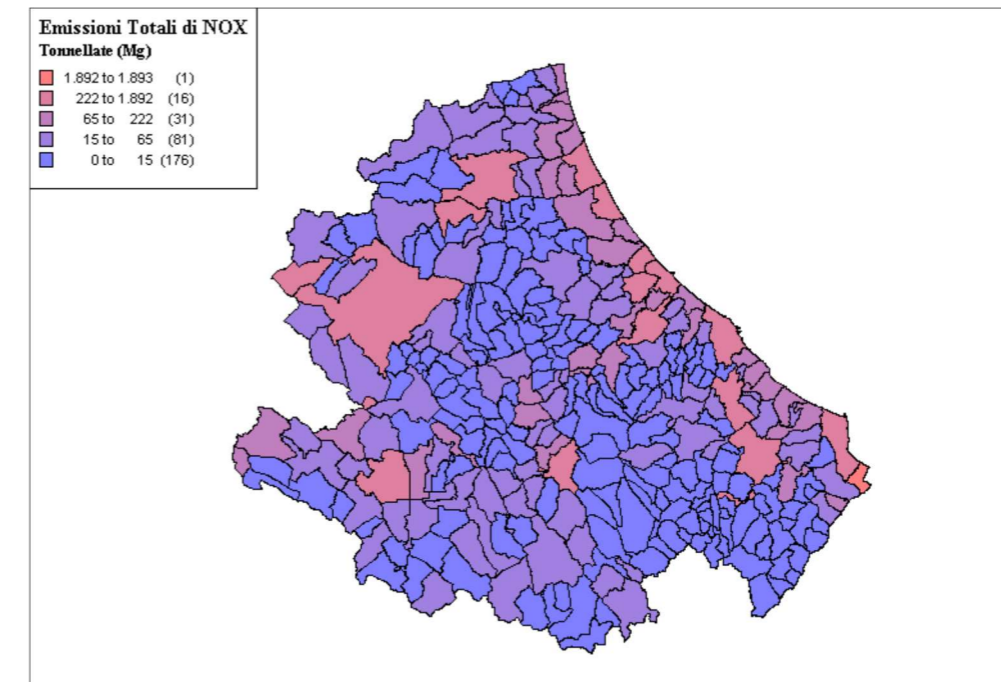 Emissioni Totali di NOX
Tonnellate (Mg)
1.892 to 1.893 (1)
222 to 1.892 (16)
65 to 222 (31)
15 to 65 (81)
0 to 15 (176)